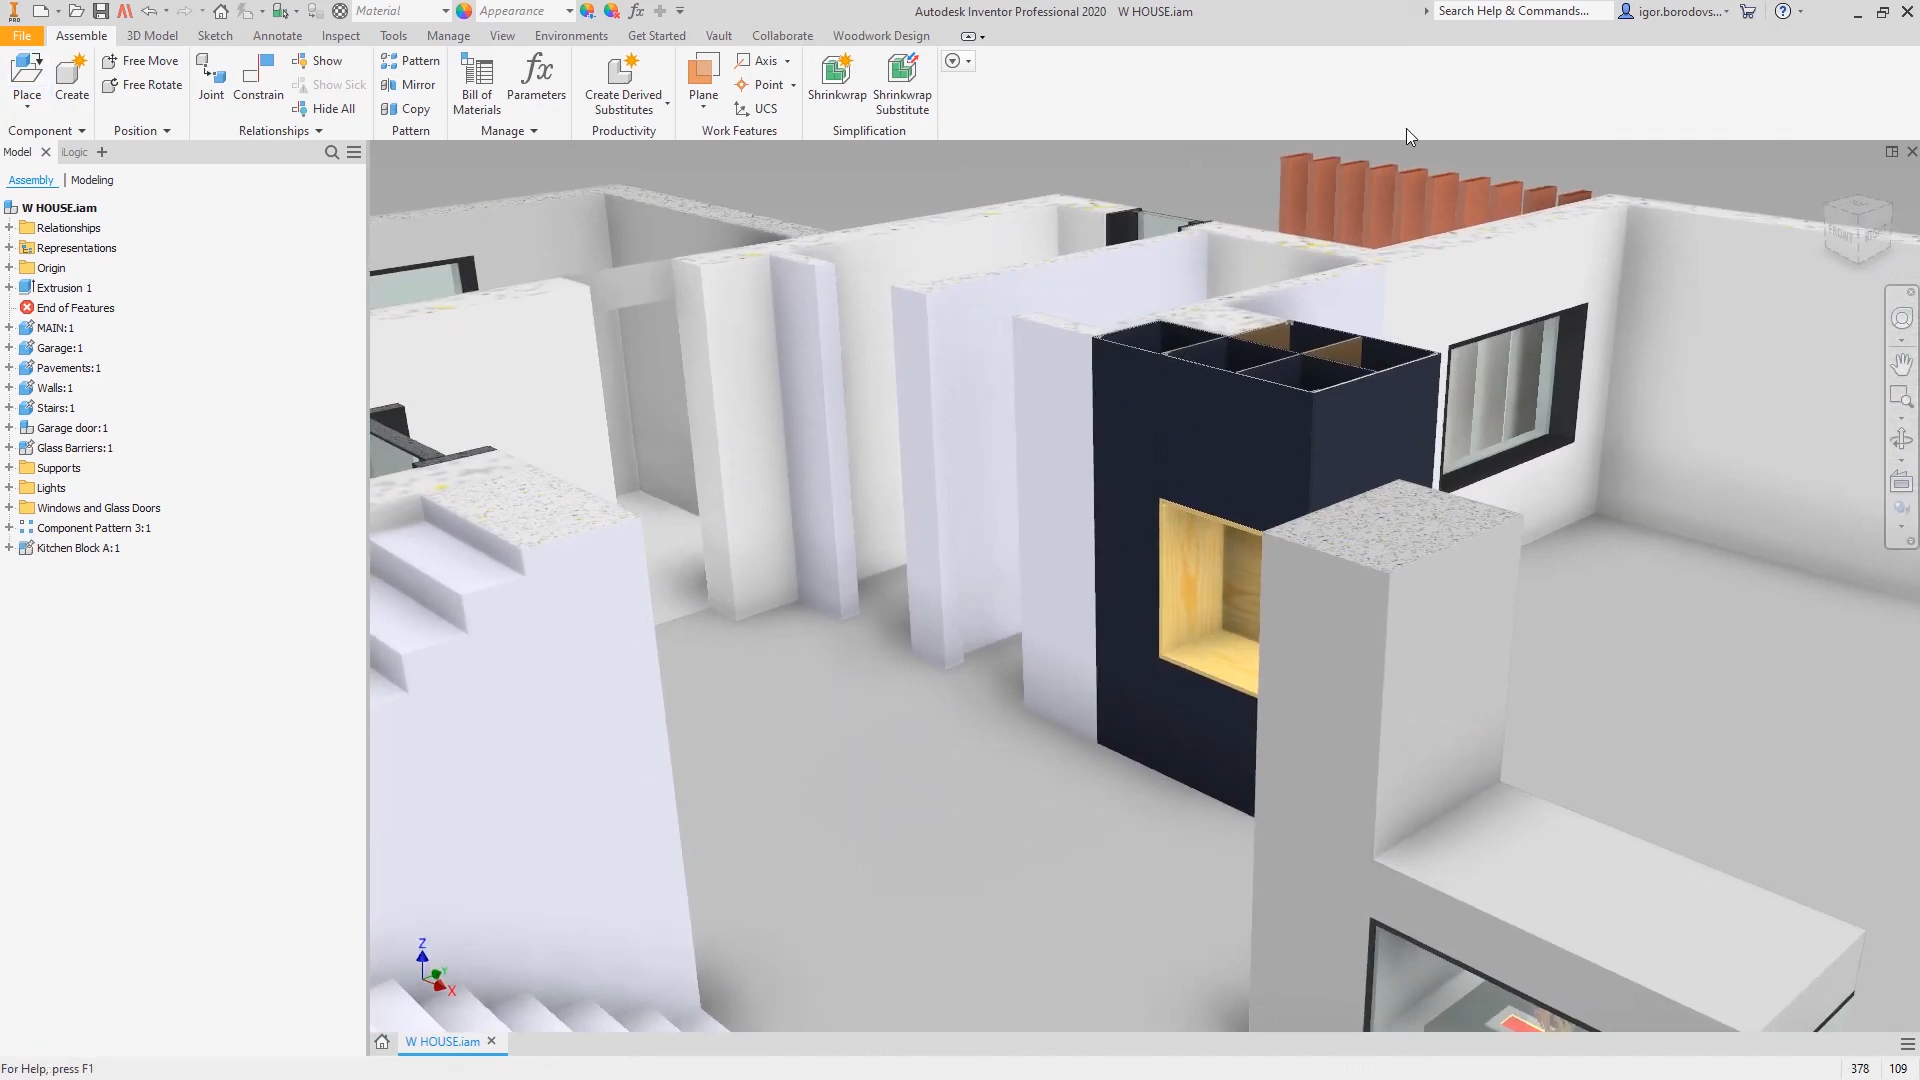 Material
Appearance
Autodesk Inventor Professional 2020 W HOUSE.iam
Search Help & Commands...
igor.borodovs...
File Assemble 3D Model Sketch Annotate Inspect Tools Manage View Environments Get Started Vault Collaborate Woodwork Design
Place
Create
Component
Free Move
Free Rotate
Position
Joint
Constrain
Show
Show Sick
Hide All
Relationships
Pattern
Mirror
Copy
Pattern
Bill of
Materials
Parameters
Manage
Create Derived
Substitutes
Productivity
Plane
Axis
Point
UCS
Work Features
Shrinkwrap
Shrinkwrap
Substitute
Simplification
Model
iLogic
Assembly
Modeling
W HOUSE.iam
Relationships
Representations
Origin
Extrusion 1
End of Features
MAIN:1
Garage:1
Pavements:1
Walls:1
Stairs:1
Garage door:1
Glass Barriers:1
Supports
Lights
Windows and Glass Doors
Component Pattern 3:1
Kitchen Block A:1
FRONT
RIGHT
Z
Y
X
W HOUSE.iam
For Help, press F1
378
109